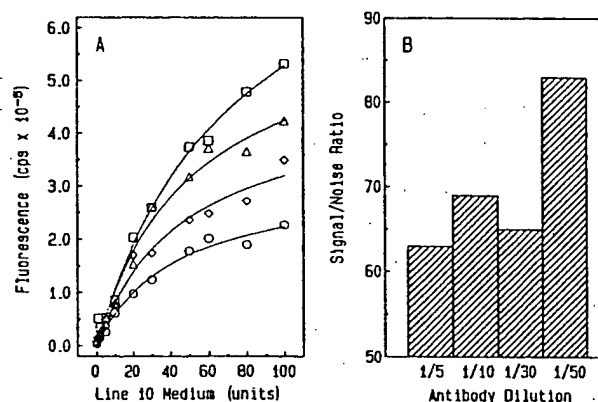 A
Fluorescence (cps x 10⁻⁵)
6.0
5.0
4.0
3.0
2.0
1.0
0.0
0 20 40 60 80 100
Line 10 Medium (units)
B
Signal/Noise Ratio
90
80
70
60
50
1/5 1/10 1/30 1/50
Antibody Dilution